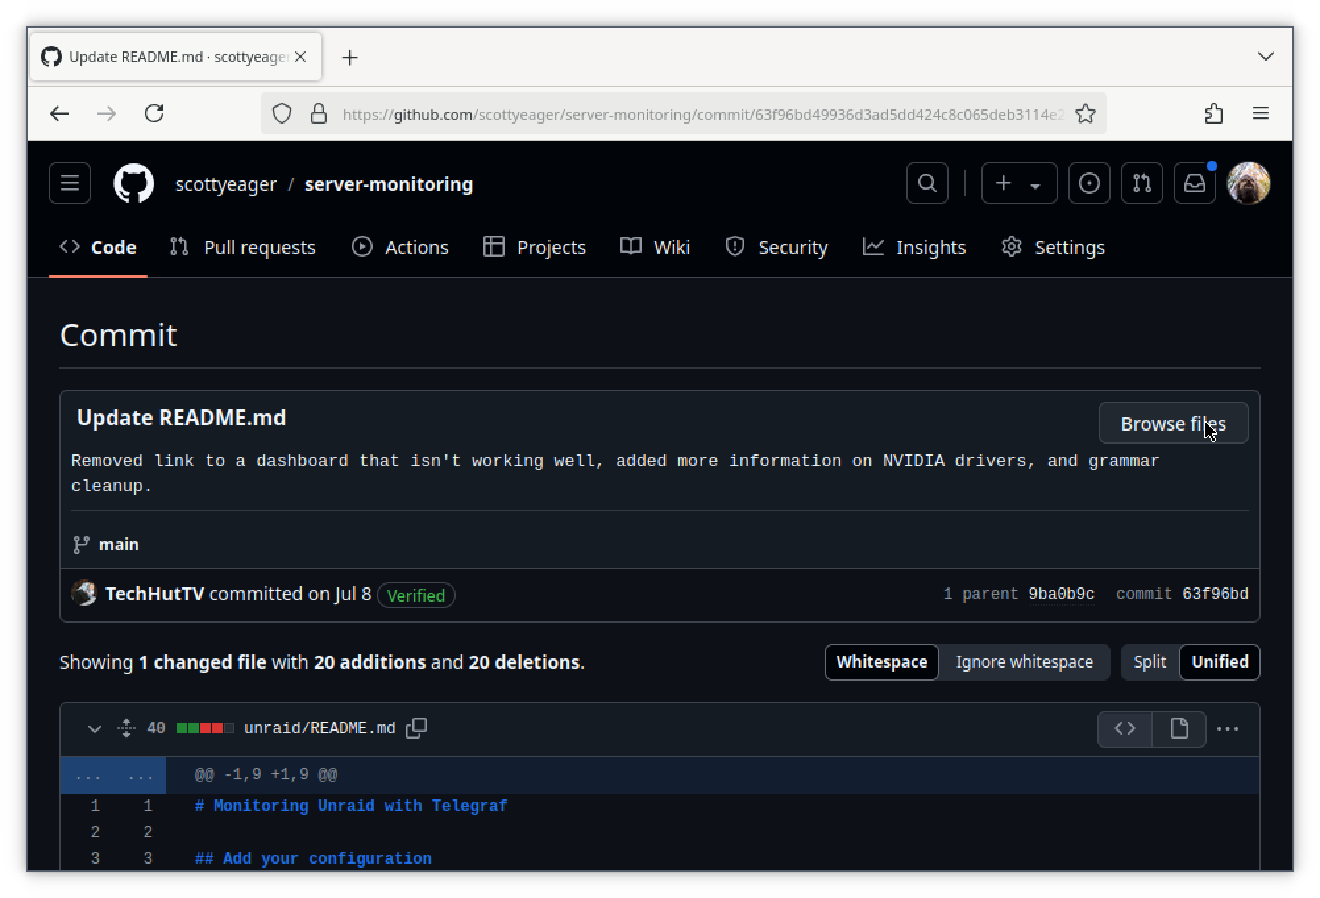 Update README.md · scottyeager
https://github.com/scottyeager/server-monitoring/commit/63f96bd49936d3ad5dd424c8c065deb3114e2
scottyeager / server-monitoring
Code Pull requests Actions Projects Wiki Security Insights Settings
Commit
Update README.md
Browse files
Removed link to a dashboard that isn't working well, added more information on NVIDIA drivers, and grammar
cleanup.
main
TechHutTV committed on Jul 8 Verified 1 parent 9ba0b9c commit 63f96bd
Showing 1 changed file with 20 additions and 20 deletions. Whitespace Ignore whitespace Split Unified
40 unraid/README.md
... ... @@ -1,9 +1,9 @@
1 1 # Monitoring Unraid with Telegraf
2 2
3 3 ## Add your configuration